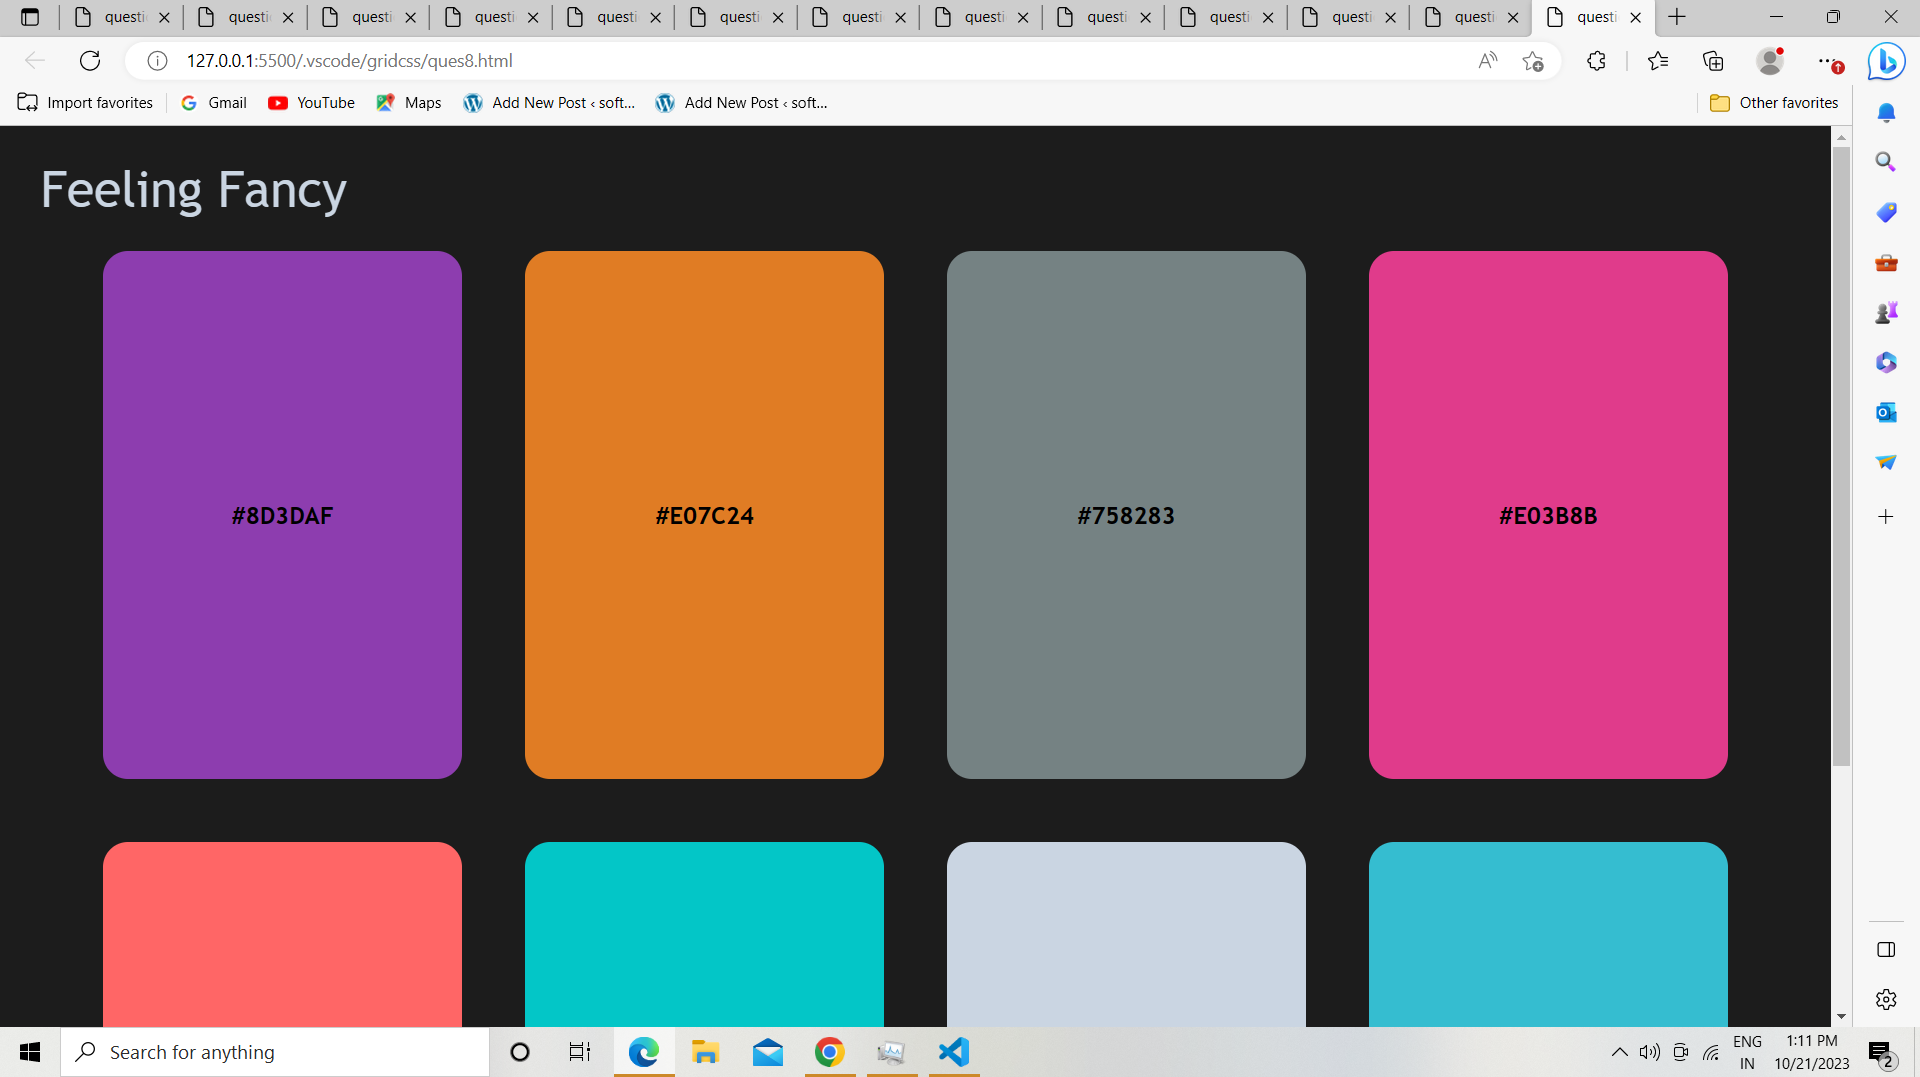 questi questi questi questi questi questi questi questi questi questi questi questi questi
127.0.0.1:5500/.vscode/gridcss/ques8.html
Import favorites Gmail YouTube Maps Add New Post ‹ soft... Add New Post ‹ soft... Other favorites
Feeling Fancy
#8D3DAF #E07C24 #758283 #E03B8B
Search for anything
ENG 1:11 PM
IN 10/21/2023 2